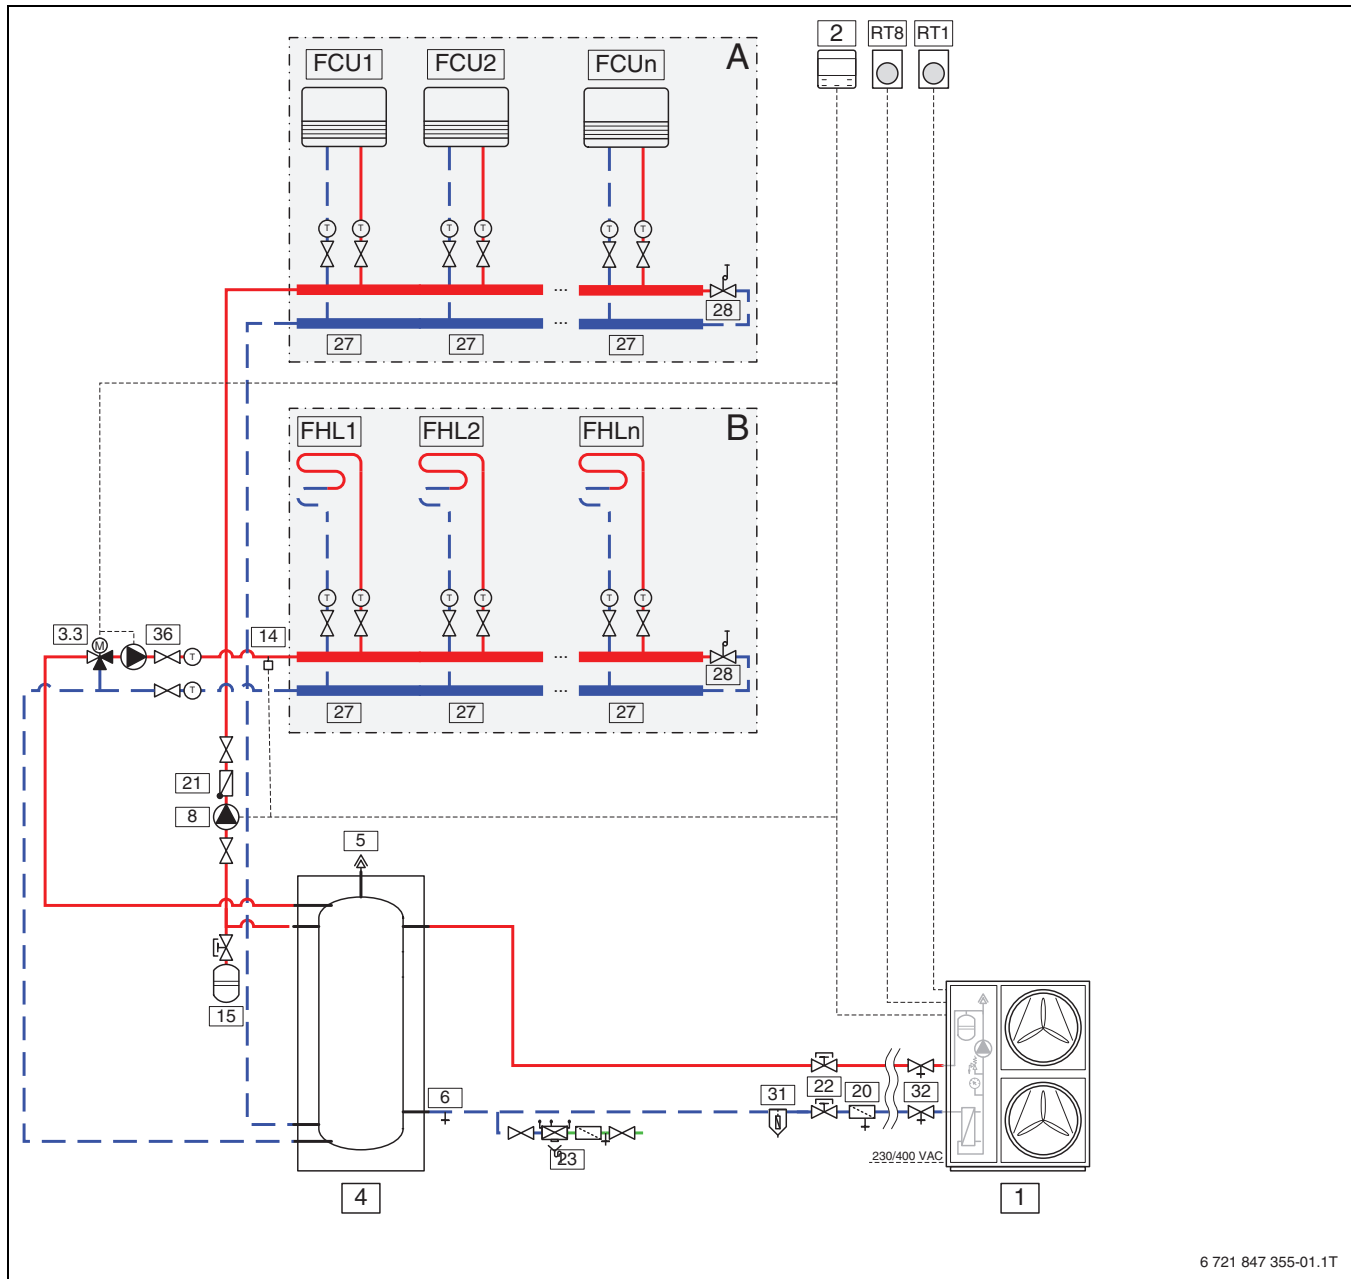 2 RT8 RT1
FCU1 FCU2 FCUn A
T T T T T T
... 28
...
27 27 27
FHL1 FHL2 FHLn B
T T T T T T
3.3 M 36 T 14 ... 28
T ...
27 27 27
21
8
5
15
6 31 22 20 32
23
230/400 VAC
4 1
6 721 847 355-01.1T